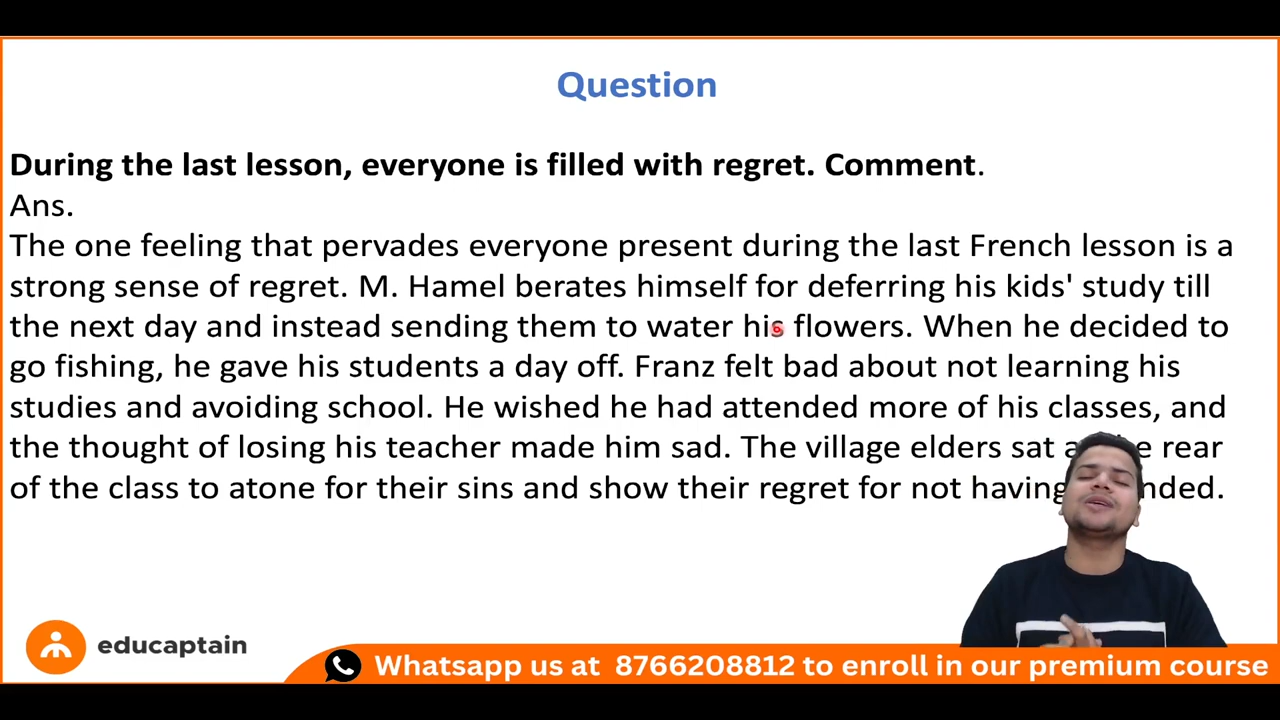 Question
During the last lesson, everyone is filled with regret. Comment.
Ans.
The one feeling that pervades everyone present during the last French lesson is a
strong sense of regret. M. Hamel berates himself for deferring his kids' study till
the next day and instead sending them to water his flowers. When he decided to
go fishing, he gave his students a day off. Franz felt bad about not learning his
studies and avoiding school. He wished he had attended more of his classes, and
the thought of losing his teacher made him sad. The village elders sat rear
of the class to atone for their sins and show their regret for not having
educaptain
Whatsapp us at 8766208812 to enroll in our premium course